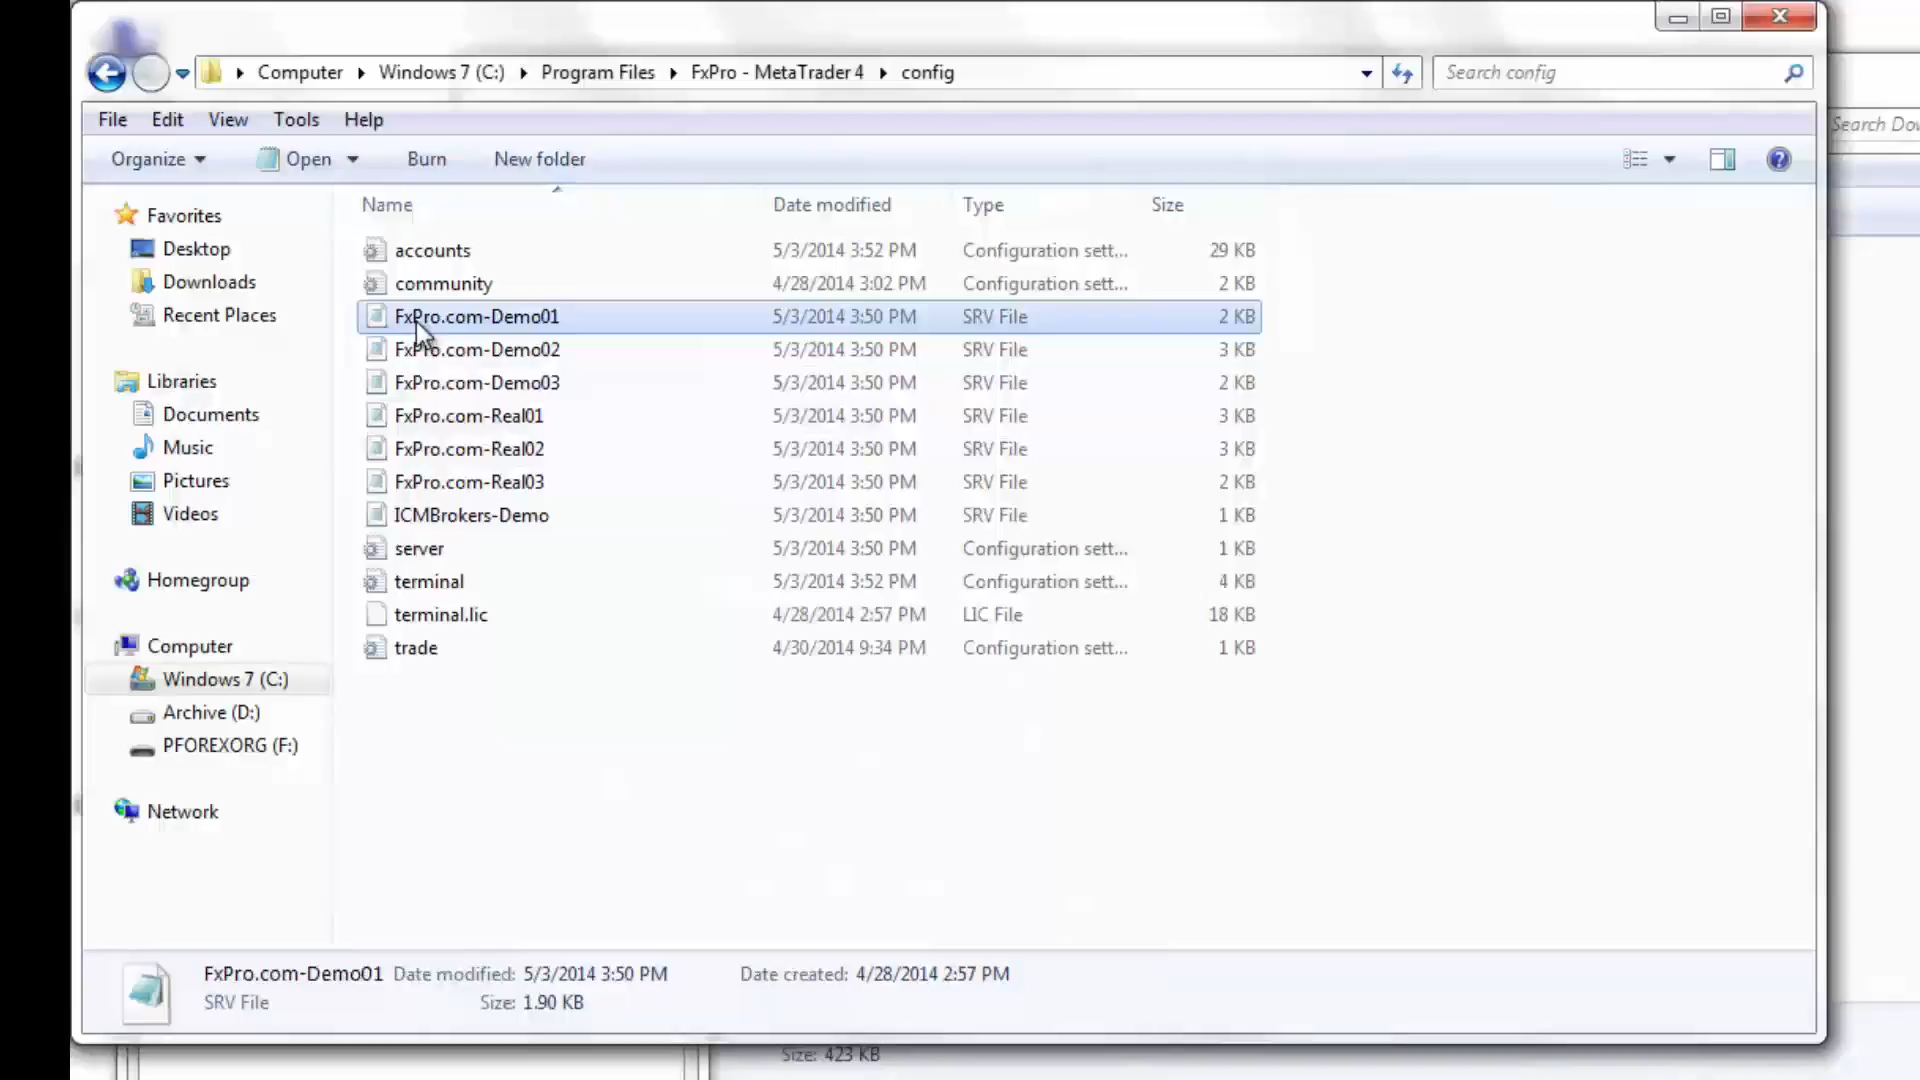 Computer Windows 7 (C:) Program Files FxPro - MetaTrader 4 config Search config
Search Dow
File Edit View Tools Help
Organize Open Burn New folder
Name Date modified Type Size
Favorites
Desktop
Downloads
Recent Places
Libraries
Documents
Music
Pictures
Videos
Homegroup
Computer
Windows 7 (C:)
Archive (D:)
PFOREXORG (F:)
Network
accounts 5/3/2014 3:52 PM Configuration sett... 29 KB
community 4/28/2014 3:02 PM Configuration sett... 2 KB
FxPro.com-Demo01 5/3/2014 3:50 PM SRV File 2 KB
FxPro.com-Demo02 5/3/2014 3:50 PM SRV File 3 KB
FxPro.com-Demo03 5/3/2014 3:50 PM SRV File 2 KB
FxPro.com-Real01 5/3/2014 3:50 PM SRV File 3 KB
FxPro.com-Real02 5/3/2014 3:50 PM SRV File 3 KB
FxPro.com-Real03 5/3/2014 3:50 PM SRV File 2 KB
ICMBrokers-Demo 5/3/2014 3:50 PM SRV File 1 KB
server 5/3/2014 3:50 PM Configuration sett... 1 KB
terminal 5/3/2014 3:52 PM Configuration sett... 4 KB
terminal.lic 4/28/2014 2:57 PM LIC File 18 KB
trade 4/30/2014 9:34 PM Configuration sett... 1 KB
FxPro.com-Demo01 Date modified: 5/3/2014 3:50 PM Date created: 4/28/2014 2:57 PM
SRV File Size: 1.90 KB
Size: 423 KB